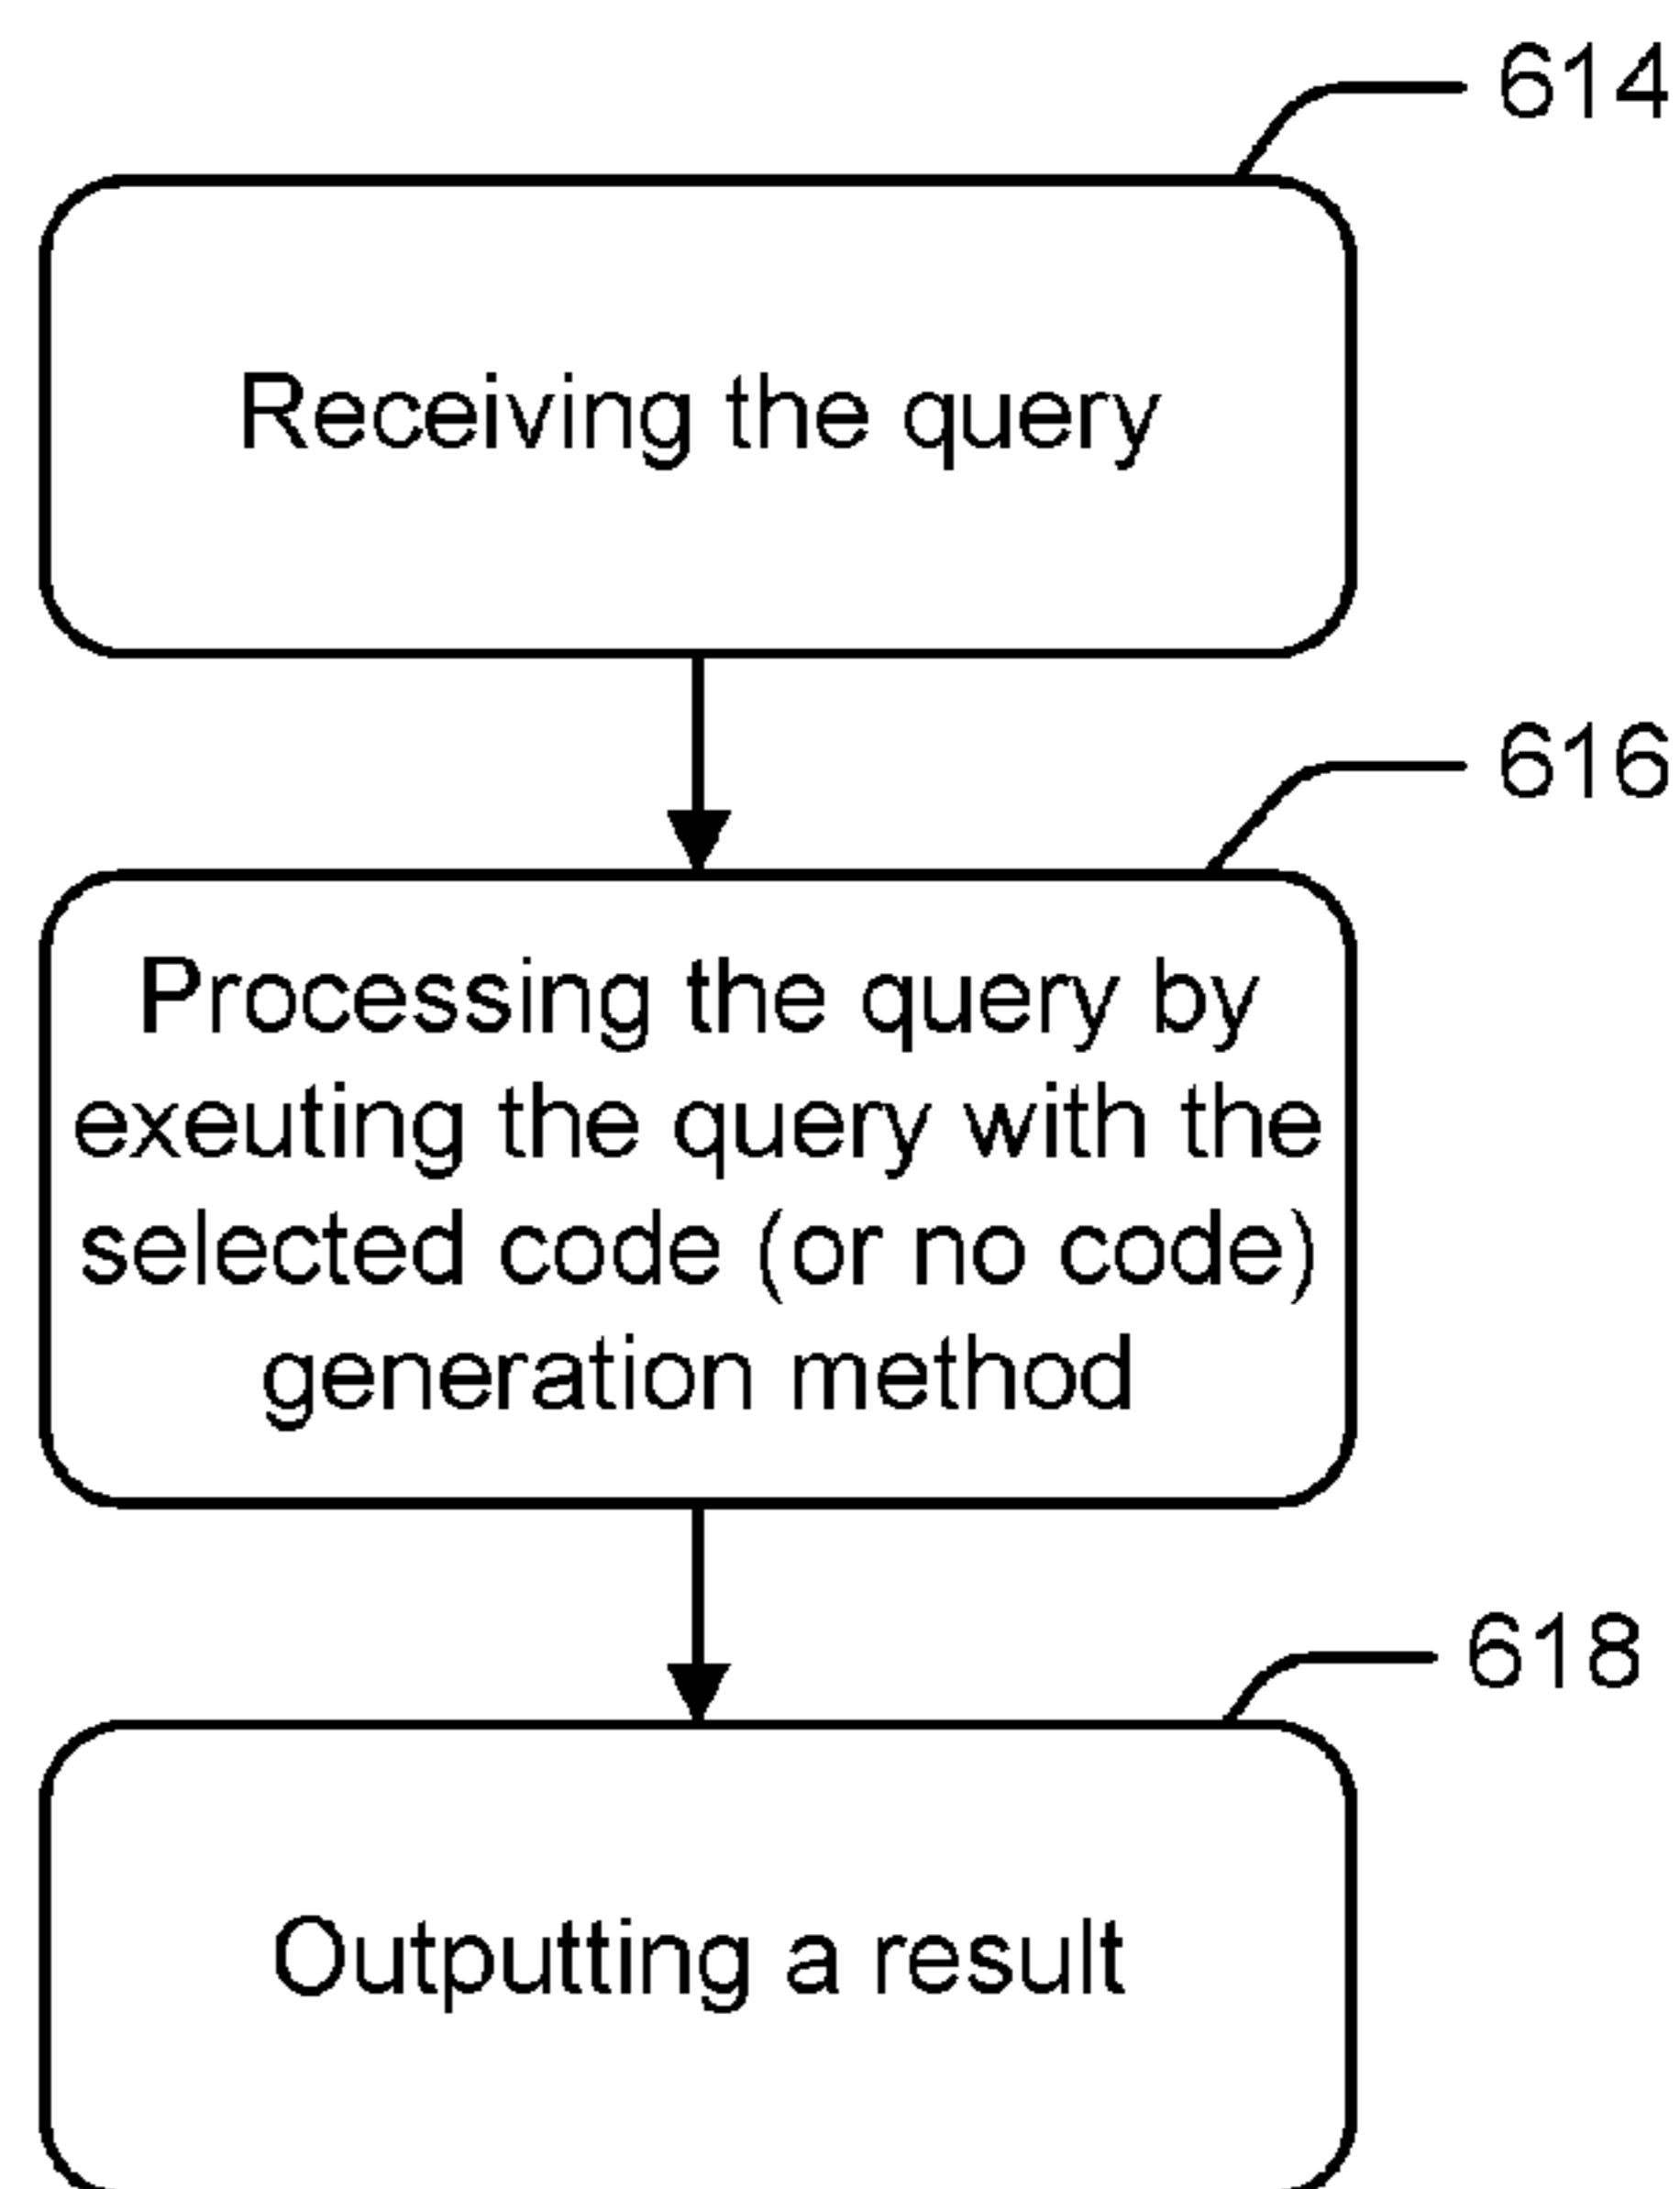 614
Receiving the query
616
Processing the query by
exeuting the query with the
selected code (or no code)
generation method
618
Outputting a result